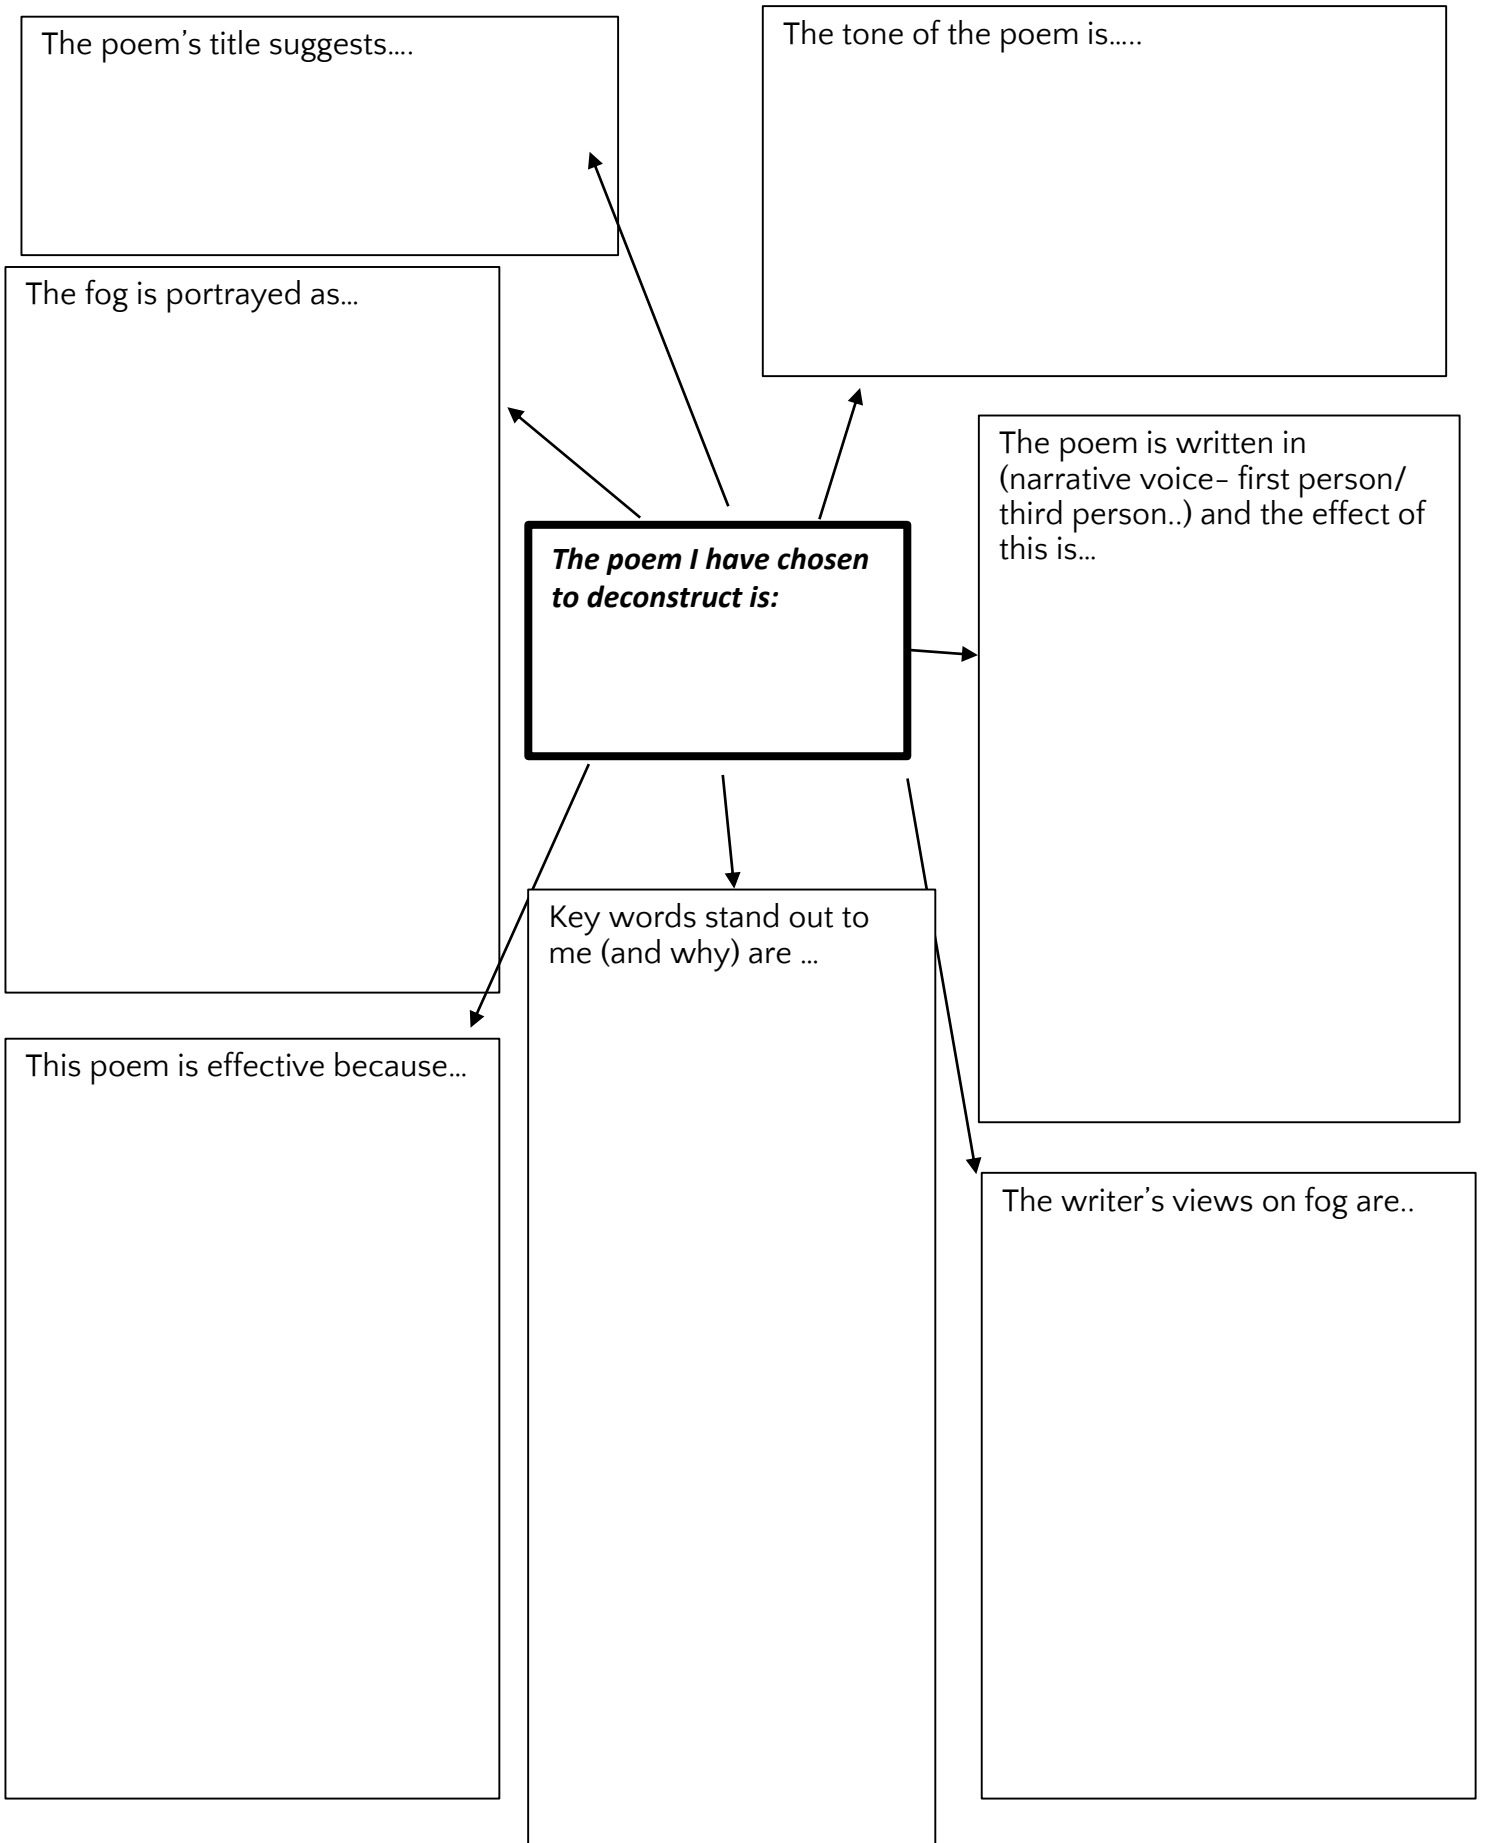 The poem’s title suggests….
The tone of the poem is…..
The fog is portrayed as…
The poem is written in
(narrative voice- first person/
third person..) and the effect of
this is…
The poem I have chosen
to deconstruct is:
Key words stand out to
me (and why) are …
This poem is effective because…
The writer’s views on fog are..